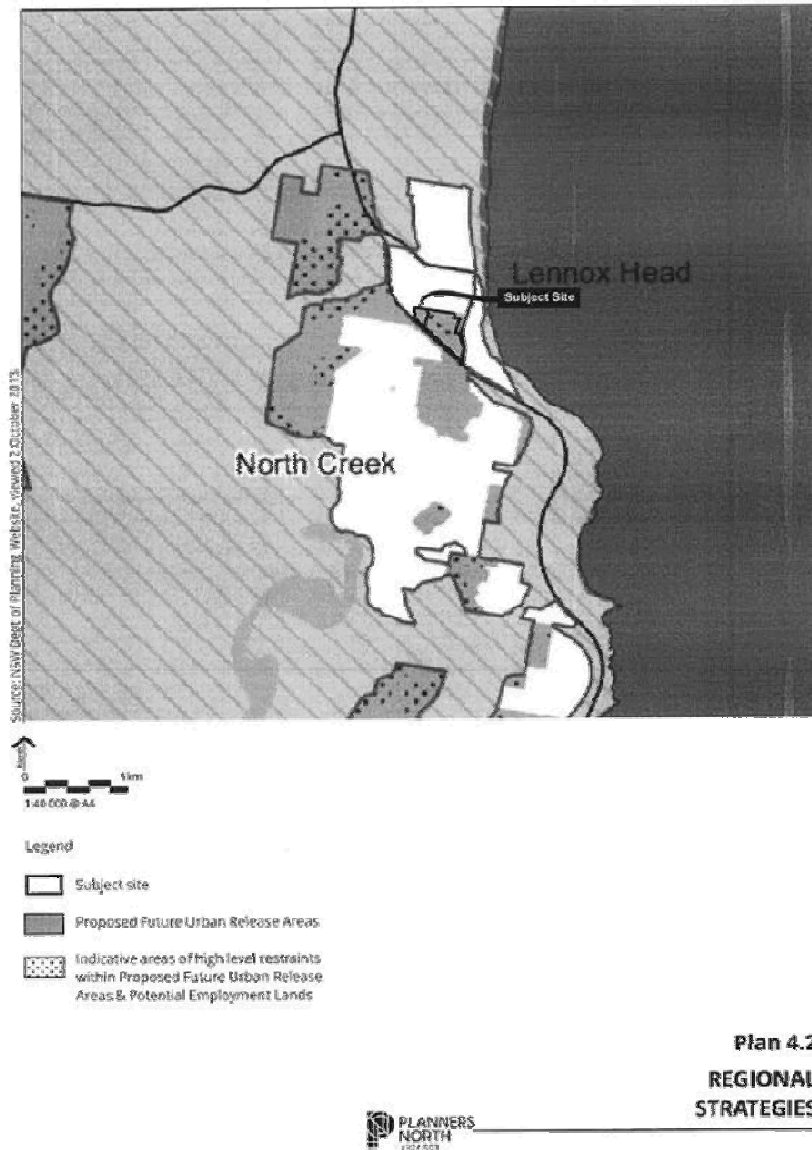 Lennox Head
Subject Site
North Creek
Source: NSW Dept of Planning Website, viewed 2 October 2013
North
0 1km
1:40 000 @ A4
Legend
Subject site
Proposed Future Urban Release Areas
Indicative areas of high level restraints
within Proposed Future Urban Release
Areas & Potential Employment Lands
Plan 4.2
REGIONAL
STRATEGIES
PLANNERS
NORTH